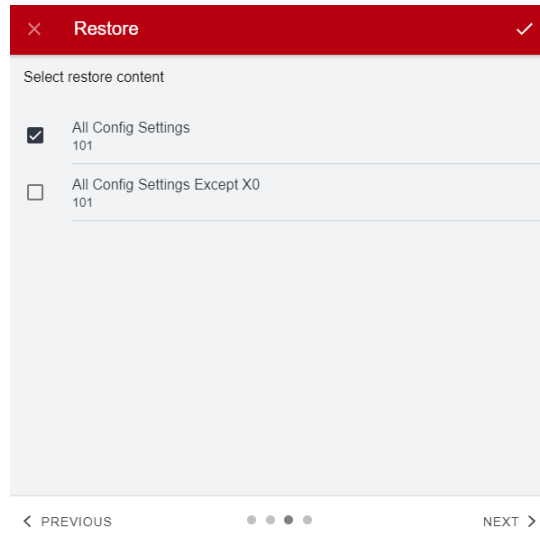 Restore
Select restore content
All Config Settings
101
All Config Settings Except X0
101
PREVIOUS
NEXT